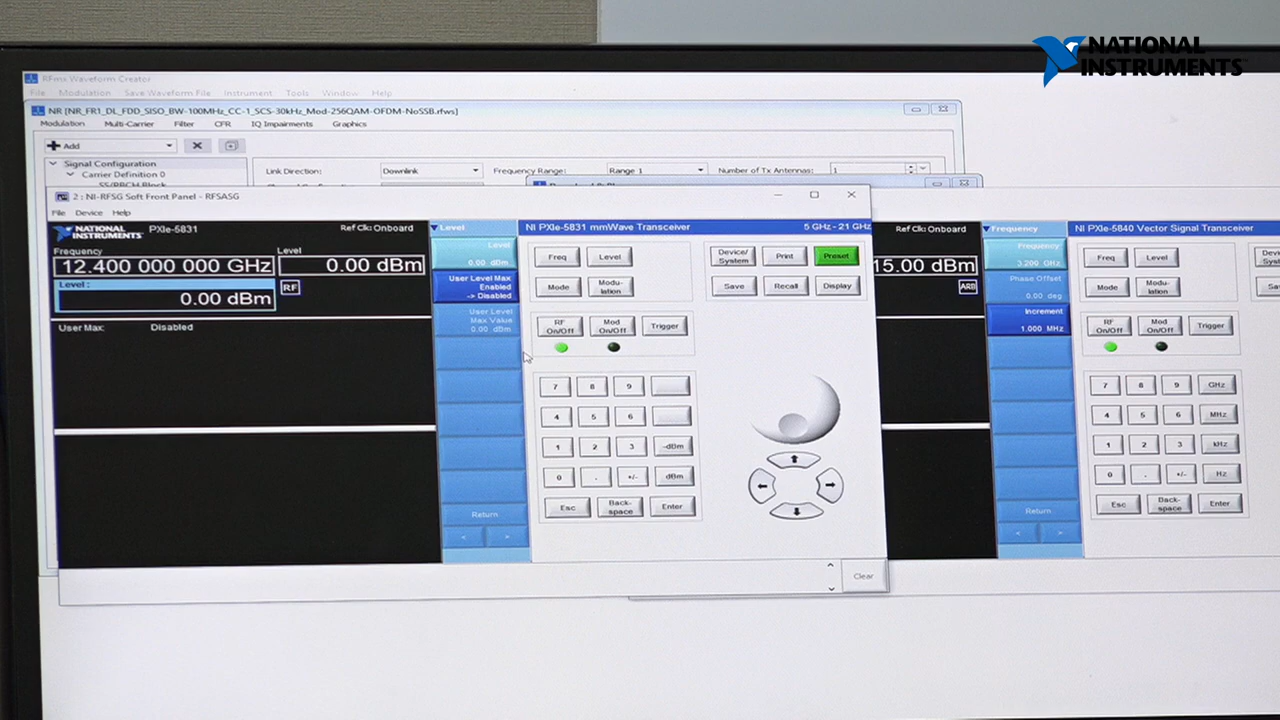 NATIONAL
INSTRUMENTS
RFmx Waveform Creator
File Modulation Save Waveform File Instrument Tools Window Help
NR [NR_FR1_DL_FDD_SISO_BW-100MHz_CC-1_SCS-30kHz_Mod-256QAM-OFDM-NoSSB.rfws]
Modulation Multi-Carrier Filter CFR IQ Impairments Graphics
Add
Signal Configuration
Carrier Definition 0
Link Direction: Downlink Frequency Range: Range 1 Number of Tx Antennas: 1
2 : NI-RFSG Soft Front Panel - RFSASG
File Device Help
NATIONAL
INSTRUMENTS
PXIe-5831 Ref Clk: Onboard
Frequency
12.400 000 000 GHz
Level
0.00 dBm
Level :
0.00 dBm
RF
User Max: Disabled
Level
Level
0.00 dBm
User Level Max
Enabled
-> Disabled
User Level
Max Value
0.00 dBm
Return
< >
NI PXIe-5831 mmWave Transceiver 5 GHz - 21 GHz
Freq Level
Mode Modu-
lation
Device/
System Print Preset
Save Recall Display
RF
On/Off
Mod
On/Off
Trigger
7 8 9
4 5 6
1 2 3 -dBm
0 . +/- dBm
Esc Back-
space Enter
Clear
Ref Clk: Onboard
15.00 dBm
ARB
Frequency
Frequency
3.200 GHz
Phase Offset
0.00 deg
Increment
1.000 MHz
Return
< >
NI PXIe-5840 Vector Signal Transceiver
Freq Level
Mode Modu-
lation
RF
On/Off
Mod
On/Off
Trigger
7 8 9 GHz
4 5 6 MHz
1 2 3 kHz
0 . +/- Hz
Esc Back-
space Enter